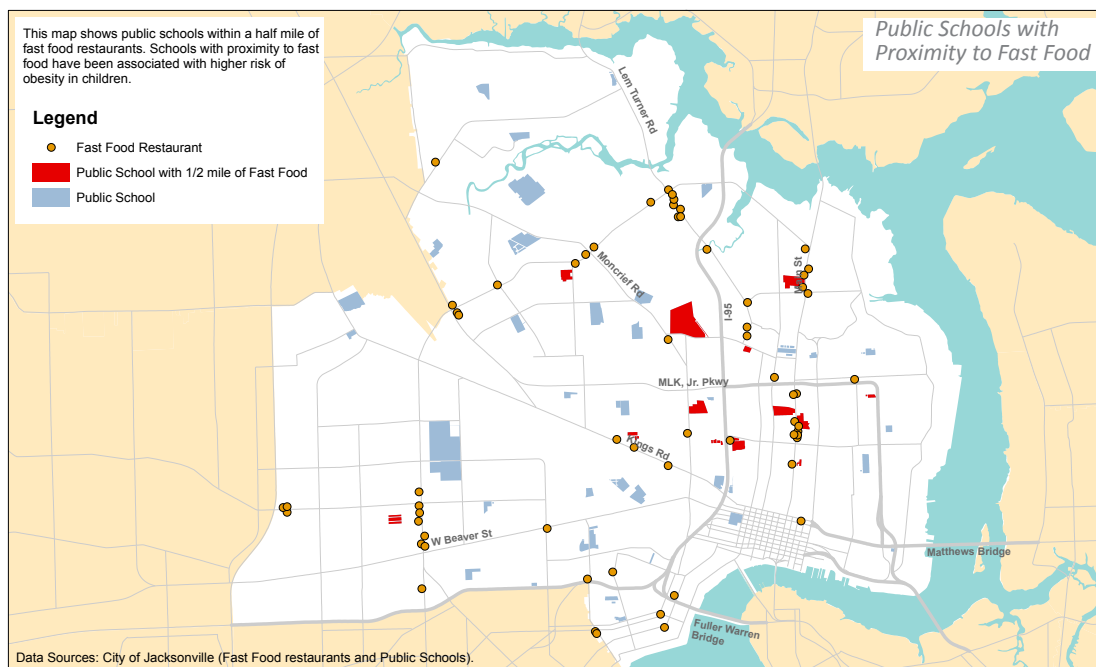 This map shows public schools within a half mile of
fast food restaurants. Schools with proximity to fast
food have been associated with higher risk of
obesity in children.
Public Schools with
Proximity to Fast Food
Legend
Fast Food Restaurant
Public School with 1/2 mile of Fast Food
Public School
Lem Turner Rd
Moncrief Rd
Main St
I-95
MLK, Jr. Pkwy
Kings Rd
W Beaver St
Matthews Bridge
Fuller Warren
Bridge
Data Sources: City of Jacksonville (Fast Food restaurants and Public Schools).